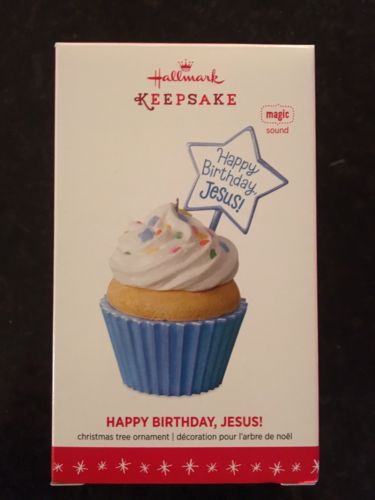 Hallmark
KEEPSAKE
magic
sound
Happy
Birthday,
Jesus!
HAPPY BIRTHDAY, JESUS!
christmas tree ornament | décoration pour l'arbre de noël